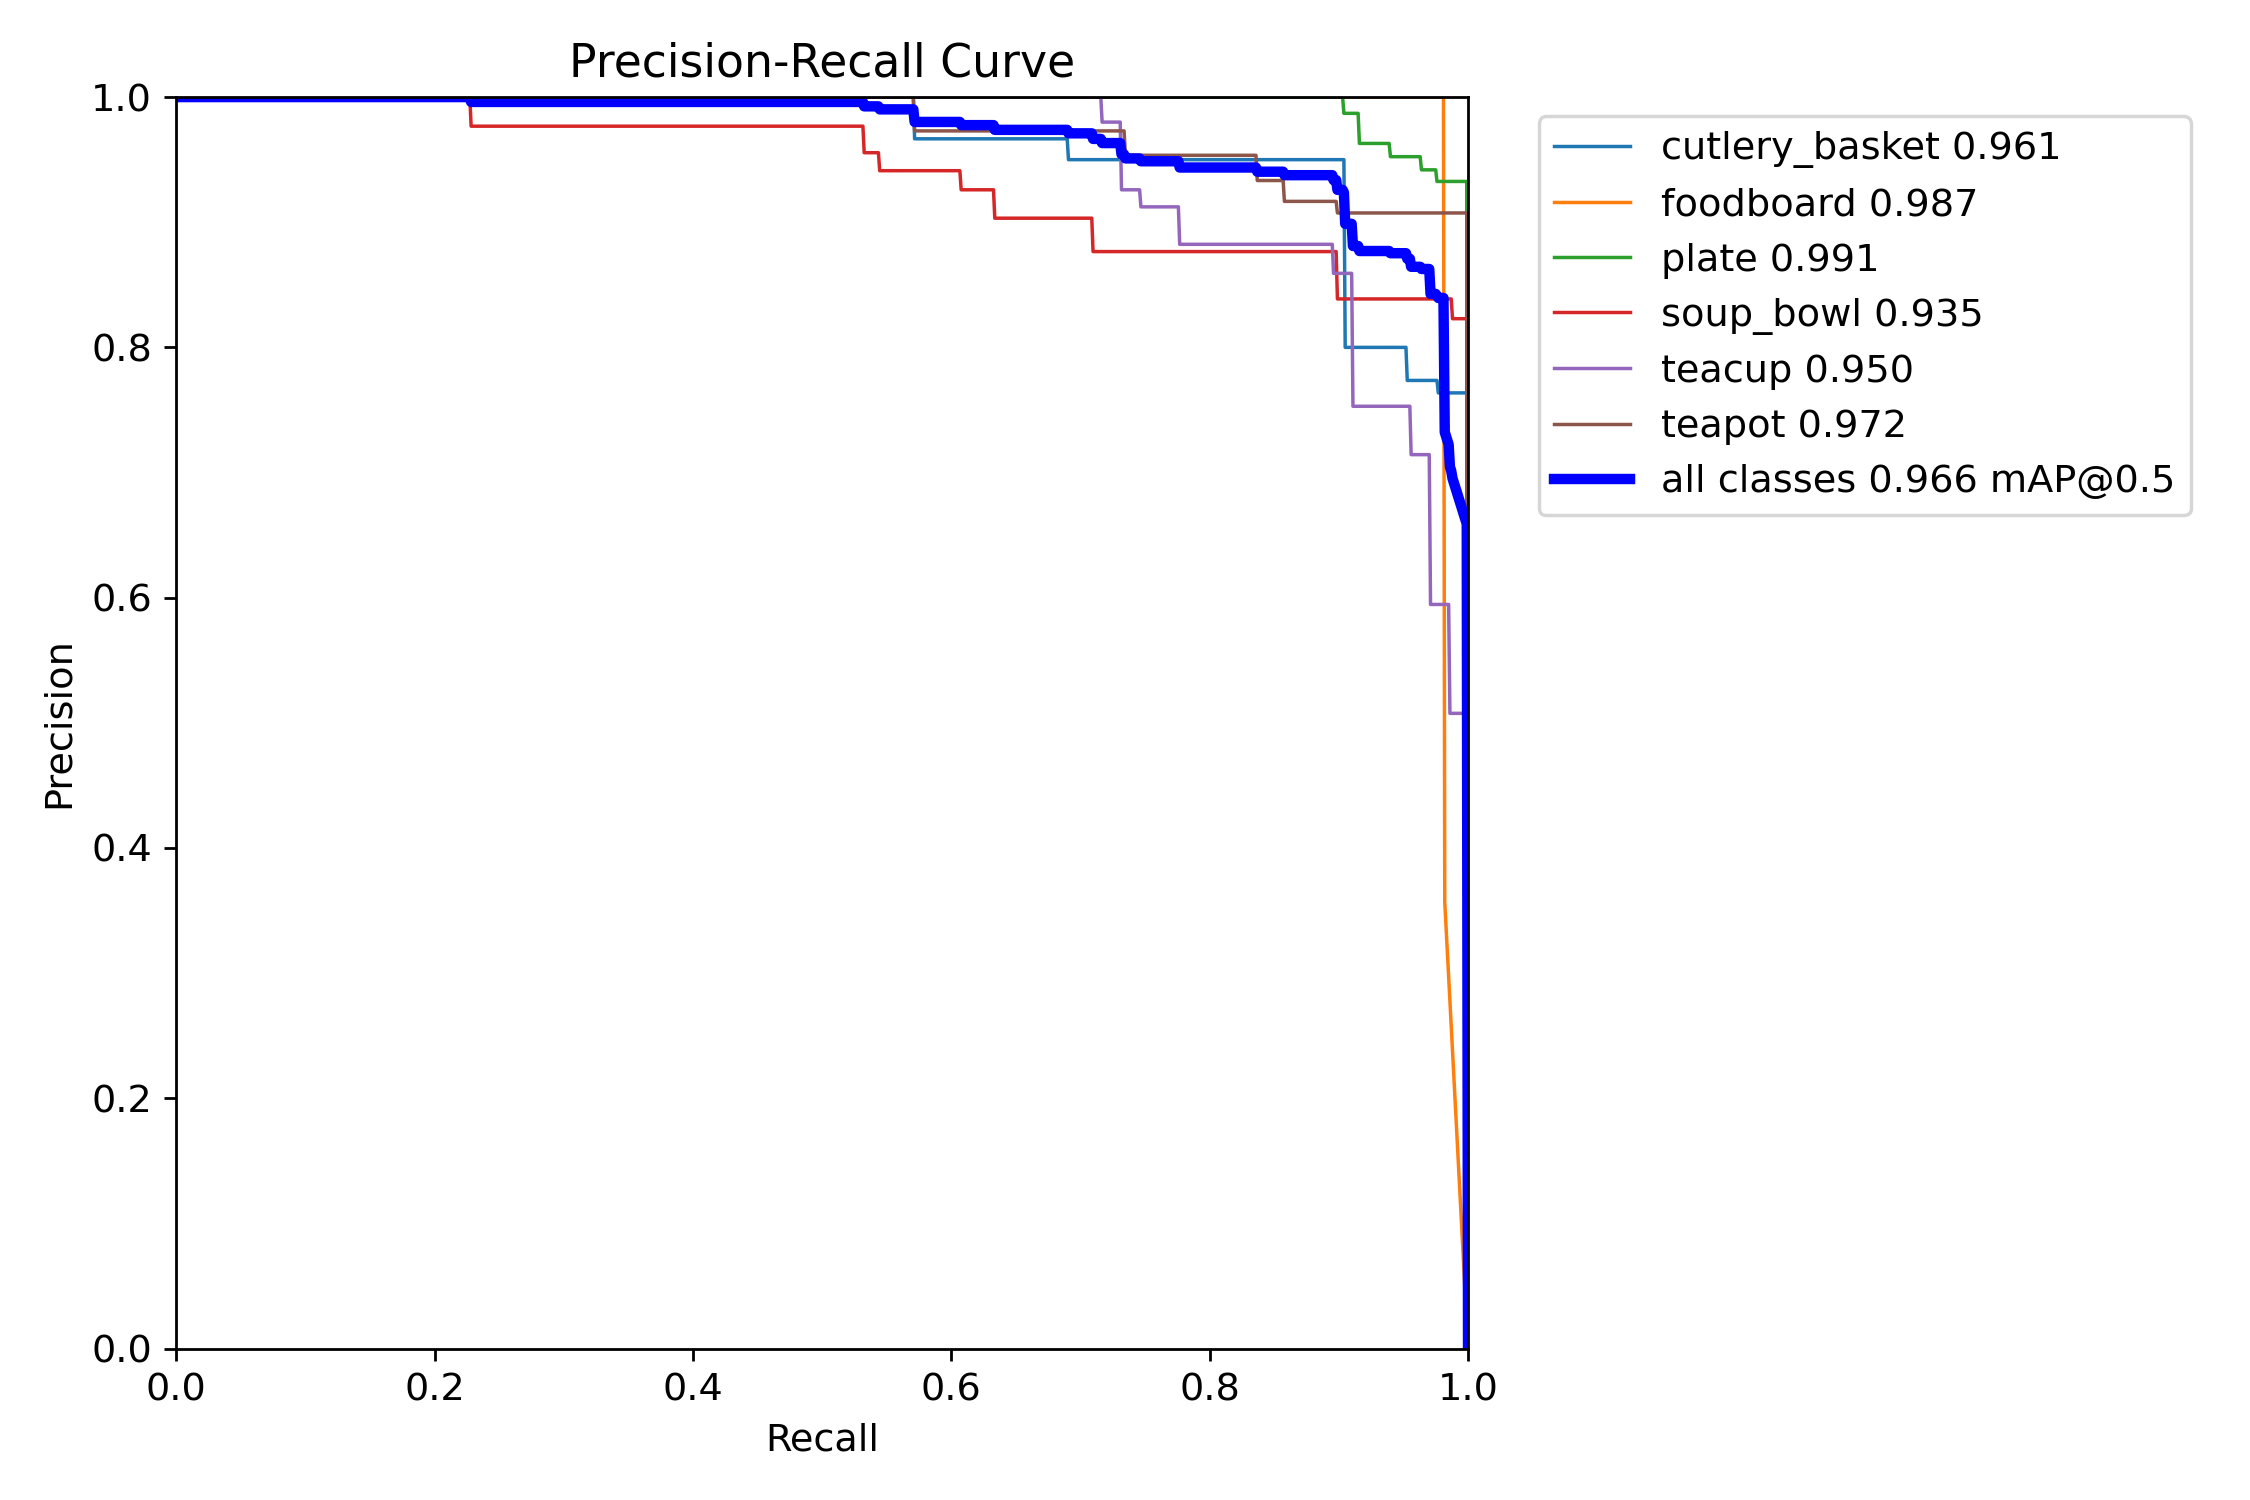 Precision-Recall Curve
1.0
0.8
0.6
0.4
0.2
0.0
Precision
0.0 0.2 0.4 0.6 0.8 1.0
Recall
cutlery_basket 0.961
foodboard 0.987
plate 0.991
soup_bowl 0.935
teacup 0.950
teapot 0.972
all classes 0.966 mAP@0.5